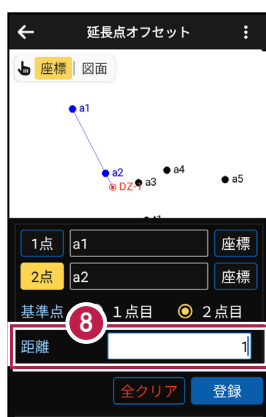 延長点オフセット
座標 図面
a1
a2
DZ-1
a3
a4
a5
1点 a1 座標
2点 a2 座標
基準点 1点目 2点目
8
距離 1
全クリア 登録